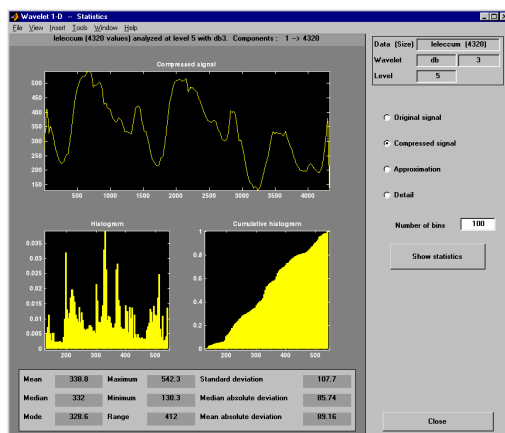 Wavelet 1-D -- Statistics
File View Insert Tools Window Help
leleccum (4320 values) analyzed at level 5 with db3. Components : 1 --> 4320
Data (Size) leleccum (4320)
Wavelet db 3
Level 5
Compressed signal
500
450
400
350
300
250
200
150
500 1000 1500 2000 2500 3000 3500 4000
Original signal
Compressed signal
Approximation
Detail
Number of bins 100
Show statistics
Histogram
0.035
0.03
0.025
0.02
0.015
0.01
0.005
0
200 300 400 500
Cumulative histogram
1
0.8
0.6
0.4
0.2
0
200 300 400 500
Mean 338.8 Maximum 542.3 Standard deviation 107.7
Median 332 Minimum 130.3 Median absolute deviation 85.74
Mode 328.6 Range 412 Mean absolute deviation 89.16
Close